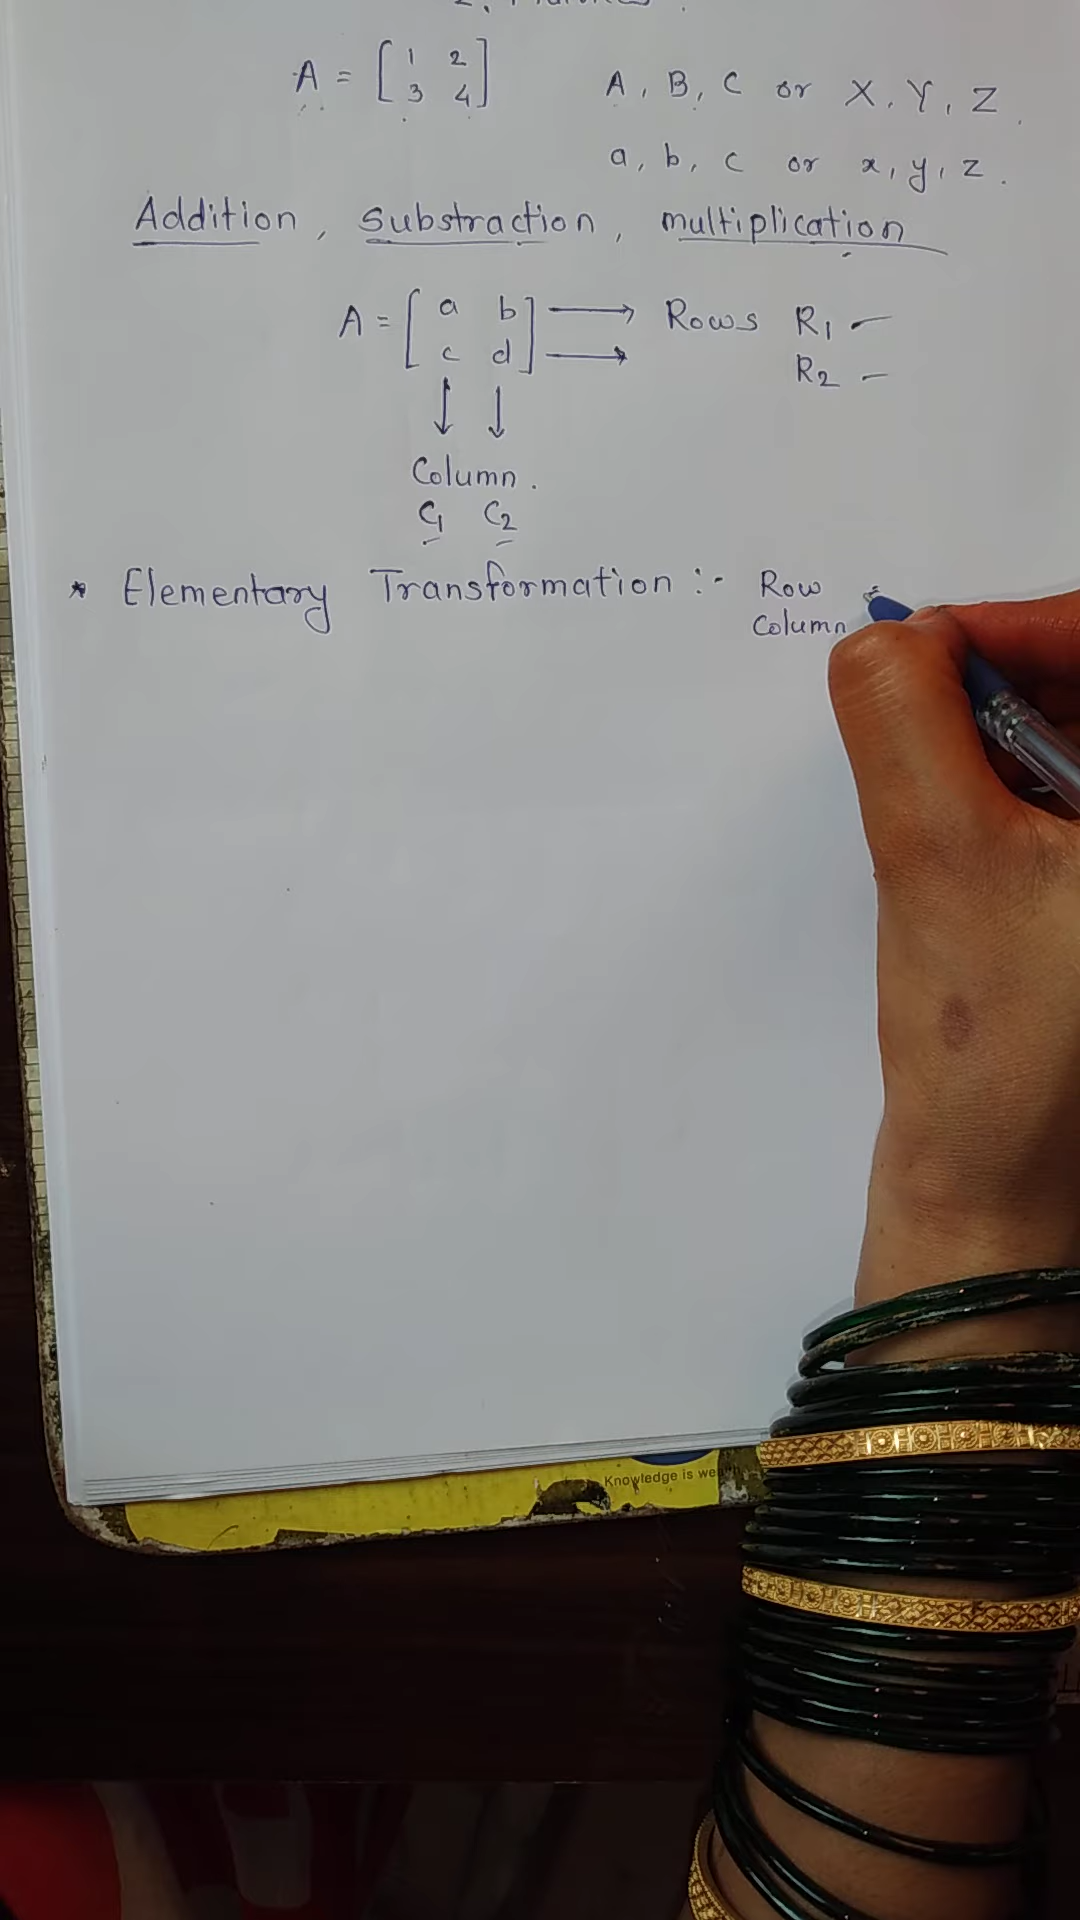 A = [ 1 2
3 4 ] A, B, C or X, Y, Z.
a, b, c or x, y, z.
Addition, Substraction, multiplication
A = [ a b
c d ] → Rows R1 –
→ R2 –
Column.
C1 C2
* Elementary Transformation :- Row
Column
Knowledge is